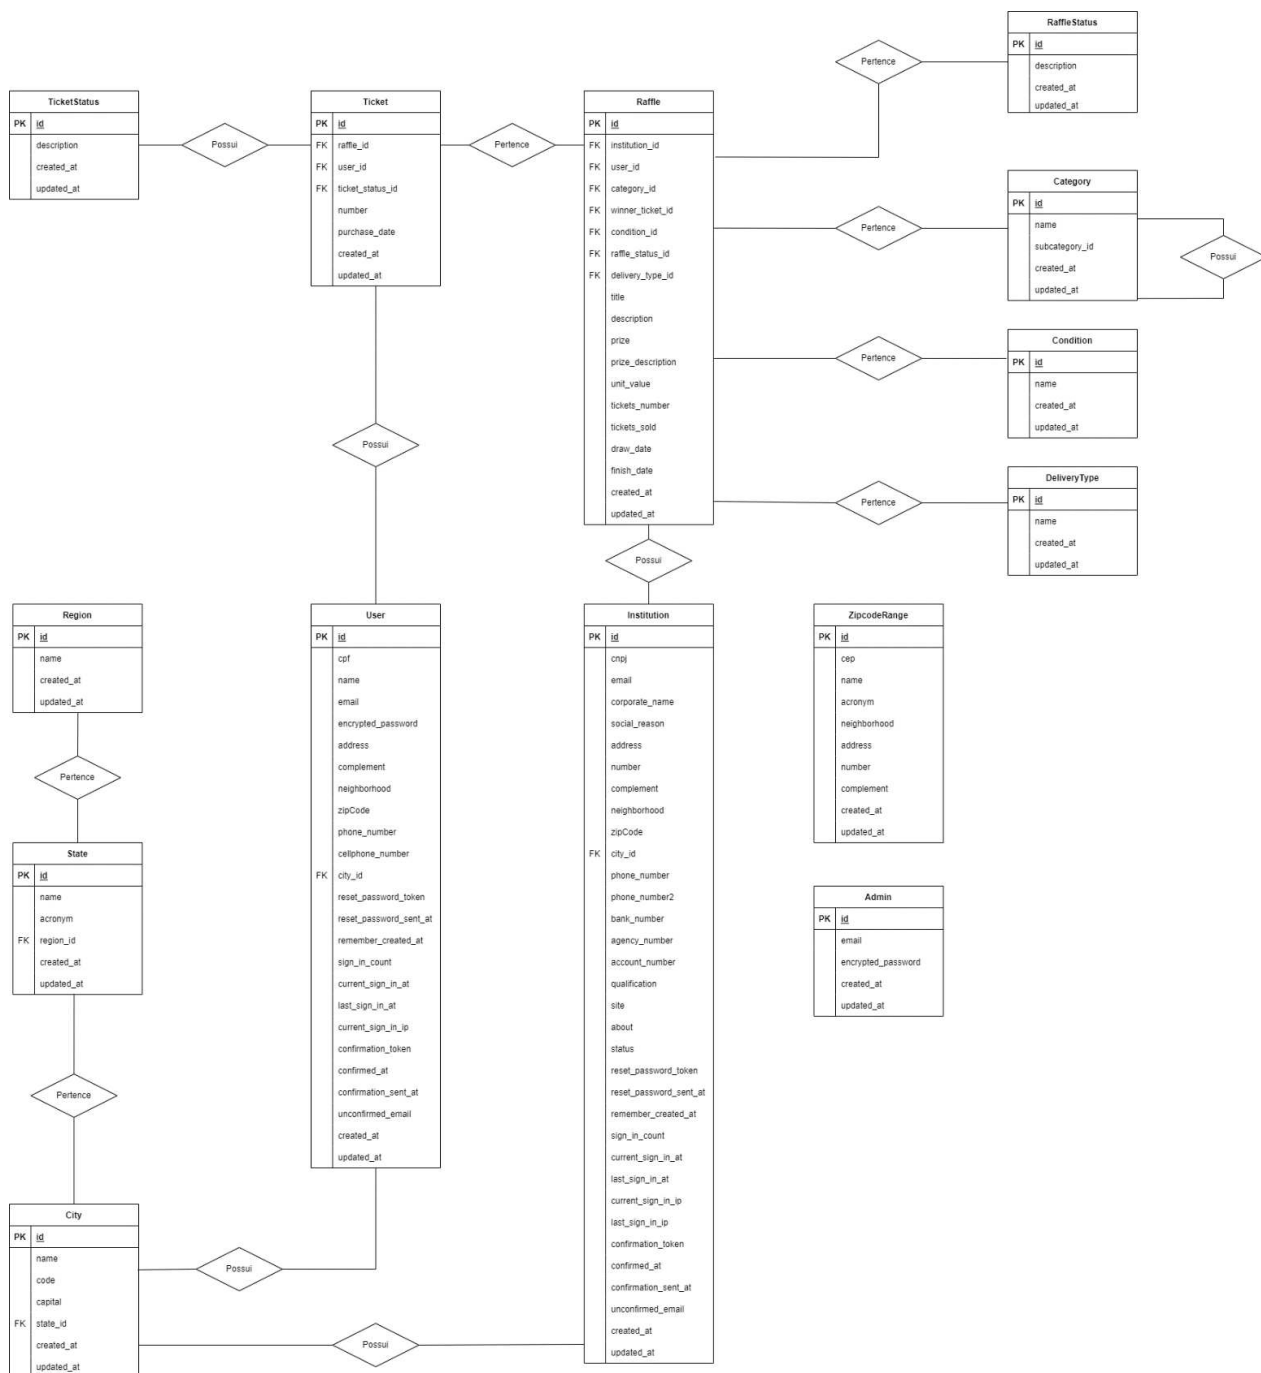 RaffleStatus
PK id
description
created_at
updated_at
Pertence
TicketStatus
PK id
description
created_at
updated_at
Possui
Ticket
PK id
FK raffle_id
FK user_id
FK ticket_status_id
number
purchase_date
created_at
updated_at
Pertence
Raffle
PK id
FK institution_id
FK user_id
FK category_id
FK winner_ticket_id
FK condition_id
FK raffle_status_id
FK delivery_type_id
title
description
prize
prize_description
unit_value
tickets_number
tickets_sold
draw_date
finish_date
created_at
updated_at
Pertence
Category
PK id
name
subcategory_id
created_at
updated_at
Possui
Pertence
Condition
PK id
name
created_at
updated_at
Pertence
DeliveryType
PK id
name
created_at
updated_at
Possui
Possui
Region
PK id
name
created_at
updated_at
Pertence
State
PK id
name
acronym
FK region_id
created_at
updated_at
Pertence
City
PK id
name
code
capital
FK state_id
created_at
updated_at
Possui
Possui
User
PK id
cpf
name
email
encrypted_password
address
complement
neighborhood
zipCode
phone_number
cellphone_number
FK city_id
reset_password_token
reset_password_sent_at
remember_created_at
sign_in_count
current_sign_in_at
last_sign_in_at
current_sign_in_ip
confirmation_token
confirmed_at
confirmation_sent_at
unconfirmed_email
created_at
updated_at
Institution
PK id
cnpj
email
corporate_name
social_reason
address
number
complement
neighborhood
zipCode
FK city_id
phone_number
phone_number2
bank_number
agency_number
account_number
qualification
site
about
status
reset_password_token
reset_password_sent_at
remember_created_at
sign_in_count
current_sign_in_at
last_sign_in_at
current_sign_in_ip
last_sign_in_ip
confirmation_token
confirmed_at
confirmation_sent_at
unconfirmed_email
created_at
updated_at
ZipcodeRange
PK id
cep
name
acronym
neighborhood
address
number
complement
created_at
updated_at
Admin
PK id
email
encrypted_password
created_at
updated_at